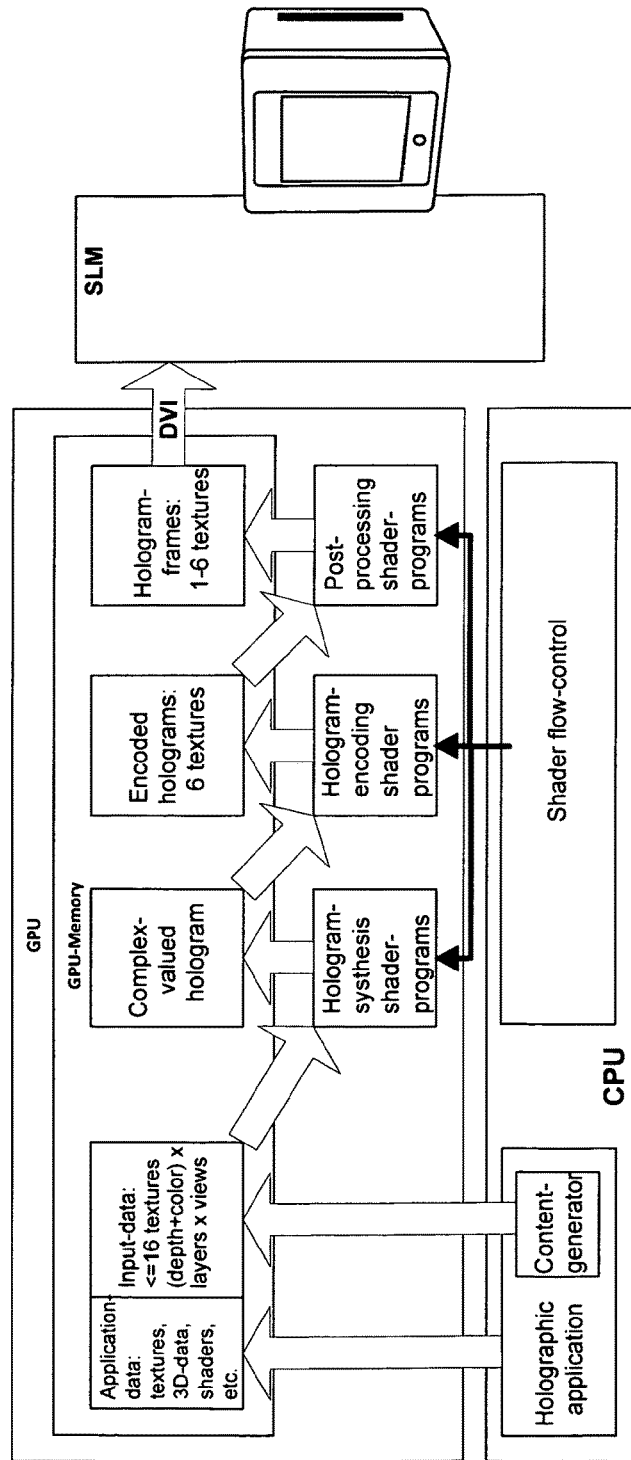 GPU
GPU-Memory
Application-
data:
textures,
3D-data,
shaders,
etc.
Input-data:
<=16 textures
(depth+color) x
layers x views
Complex-
valued
hologram
Encoded
holograms:
6 textures
Hologram-
frames:
1-6 textures
DVI
SLM
Hologram-
systhesis
shader-
programs
Hologram-
encoding
shader
programs
Post-
processing
shader-
programs
Holographic
application
Content-
generator
CPU
Shader flow-control